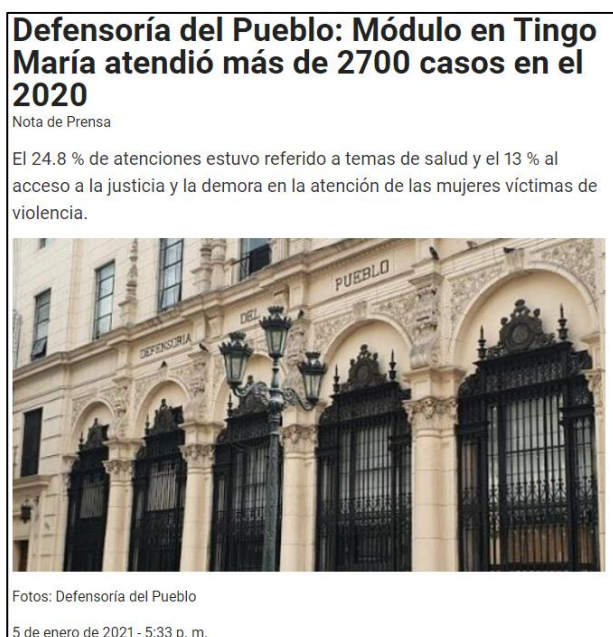 Defensoría del Pueblo: Módulo en Tingo
María atendió más de 2700 casos en el
2020
Nota de Prensa
El 24.8 % de atenciones estuvo referido a temas de salud y el 13 % al
acceso a la justicia y la demora en la atención de las mujeres víctimas de
violencia.
DEFENSORIA DEL PUEBLO
Fotos: Defensoría del Pueblo
5 de enero de 2021 - 5:33 p. m.